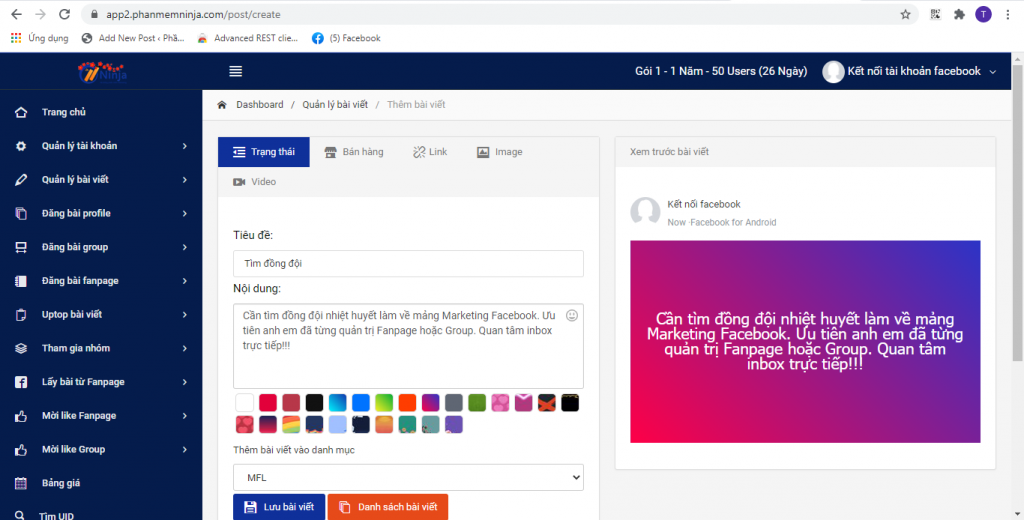 app2.phanmemninja.com/post/create
T
Ứng dụng
Add New Post ‹ Phầ...
Advanced REST clie...
(5) Facebook
Ninja
Gói 1 - 1 Năm - 50 Users (26 Ngày)
Kết nối tài khoản facebook
Trang chủ
Quản lý tài khoản
Quản lý bài viết
Đăng bài profile
Đăng bài group
Đăng bài fanpage
Uptop bài viết
Tham gia nhóm
Lấy bài từ Fanpage
Mời like Fanpage
Mời like Group
Bảng giá
Tìm UID
Dashboard / Quản lý bài viết / Thêm bài viết
Trạng thái
Bán hàng
Link
Image
Video
Tiêu đề:
Tìm đồng đội
Nội dung:
Cần tìm đồng đội nhiệt huyết làm về mảng Marketing Facebook. Ưu
tiên anh em đã từng quản trị Fanpage hoặc Group. Quan tâm inbox
trực tiếp!!!
Thêm bài viết vào danh mục
MFL
Lưu bài viết
Danh sách bài viết
Xem trước bài viết
Kết nối facebook
Now ·Facebook for Android
Cần tìm đồng đội nhiệt huyết làm về mảng
Marketing Facebook. Ưu tiên anh em đã từng
quản trị Fanpage hoặc Group. Quan tâm
inbox trực tiếp!!!